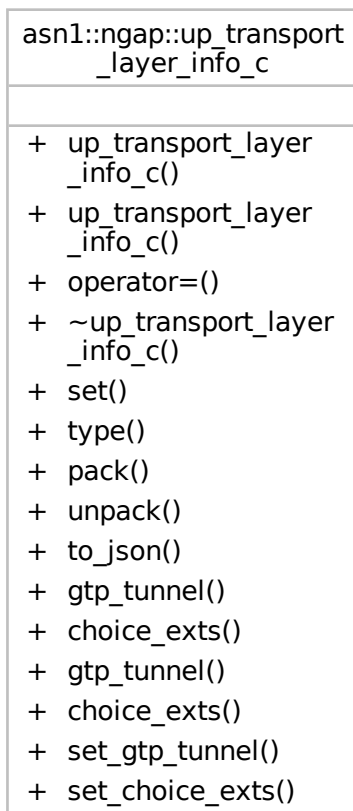 asn1::ngap::up_transport
_layer_info_c
+ up_transport_layer
_info_c()
+ up_transport_layer
_info_c()
+ operator=()
+ ~up_transport_layer
_info_c()
+ set()
+ type()
+ pack()
+ unpack()
+ to_json()
+ gtp_tunnel()
+ choice_exts()
+ gtp_tunnel()
+ choice_exts()
+ set_gtp_tunnel()
+ set_choice_exts()